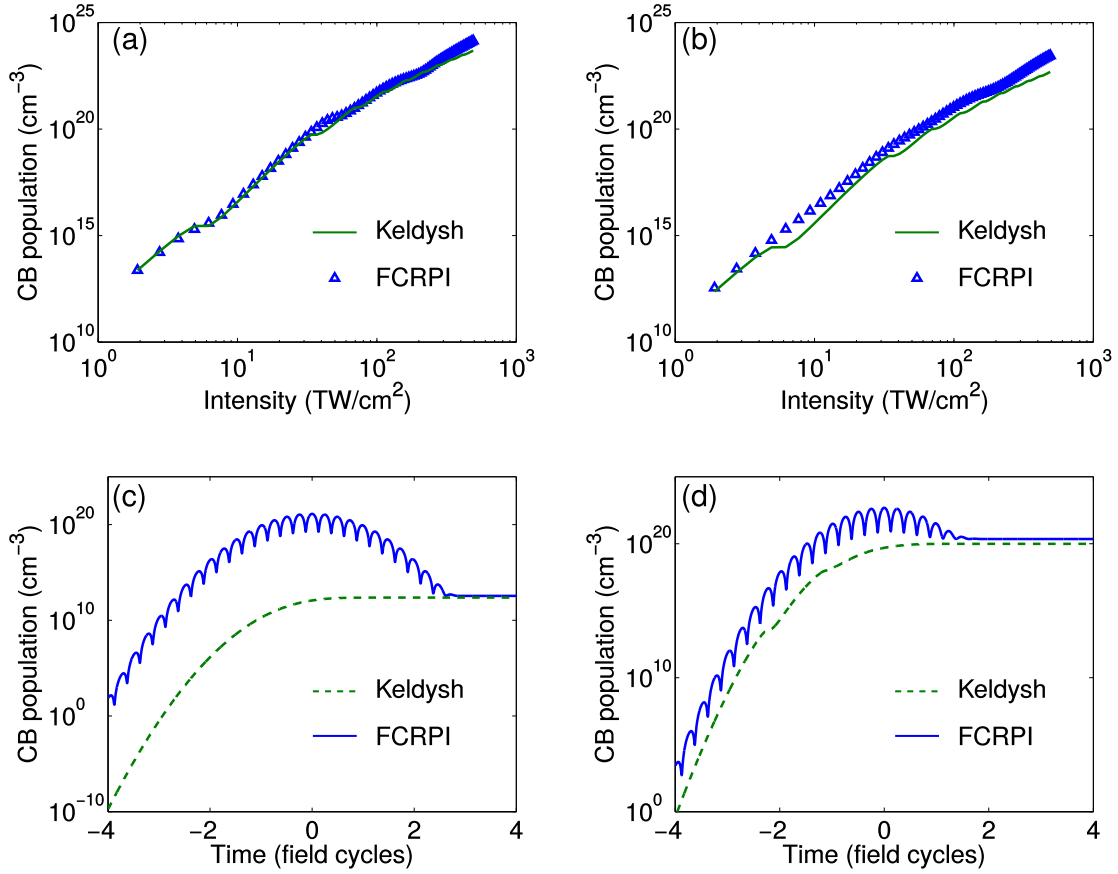 (a)
10^25
10^20
10^15
10^10
CB population (cm^−3)
Keldysh
FCRPI
10^0 10^1 10^2 10^3
Intensity (TW/cm^2)
(b)
10^25
10^20
10^15
10^10
CB population (cm^−3)
Keldysh
FCRPI
10^0 10^1 10^2 10^3
Intensity (TW/cm^2)
(c)
10^20
10^10
10^0
10^−10
CB population (cm^−3)
Keldysh
FCRPI
−4 −2 0 2 4
Time (field cycles)
(d)
10^20
10^10
10^0
CB population (cm^−3)
Keldysh
FCRPI
−4 −2 0 2 4
Time (field cycles)